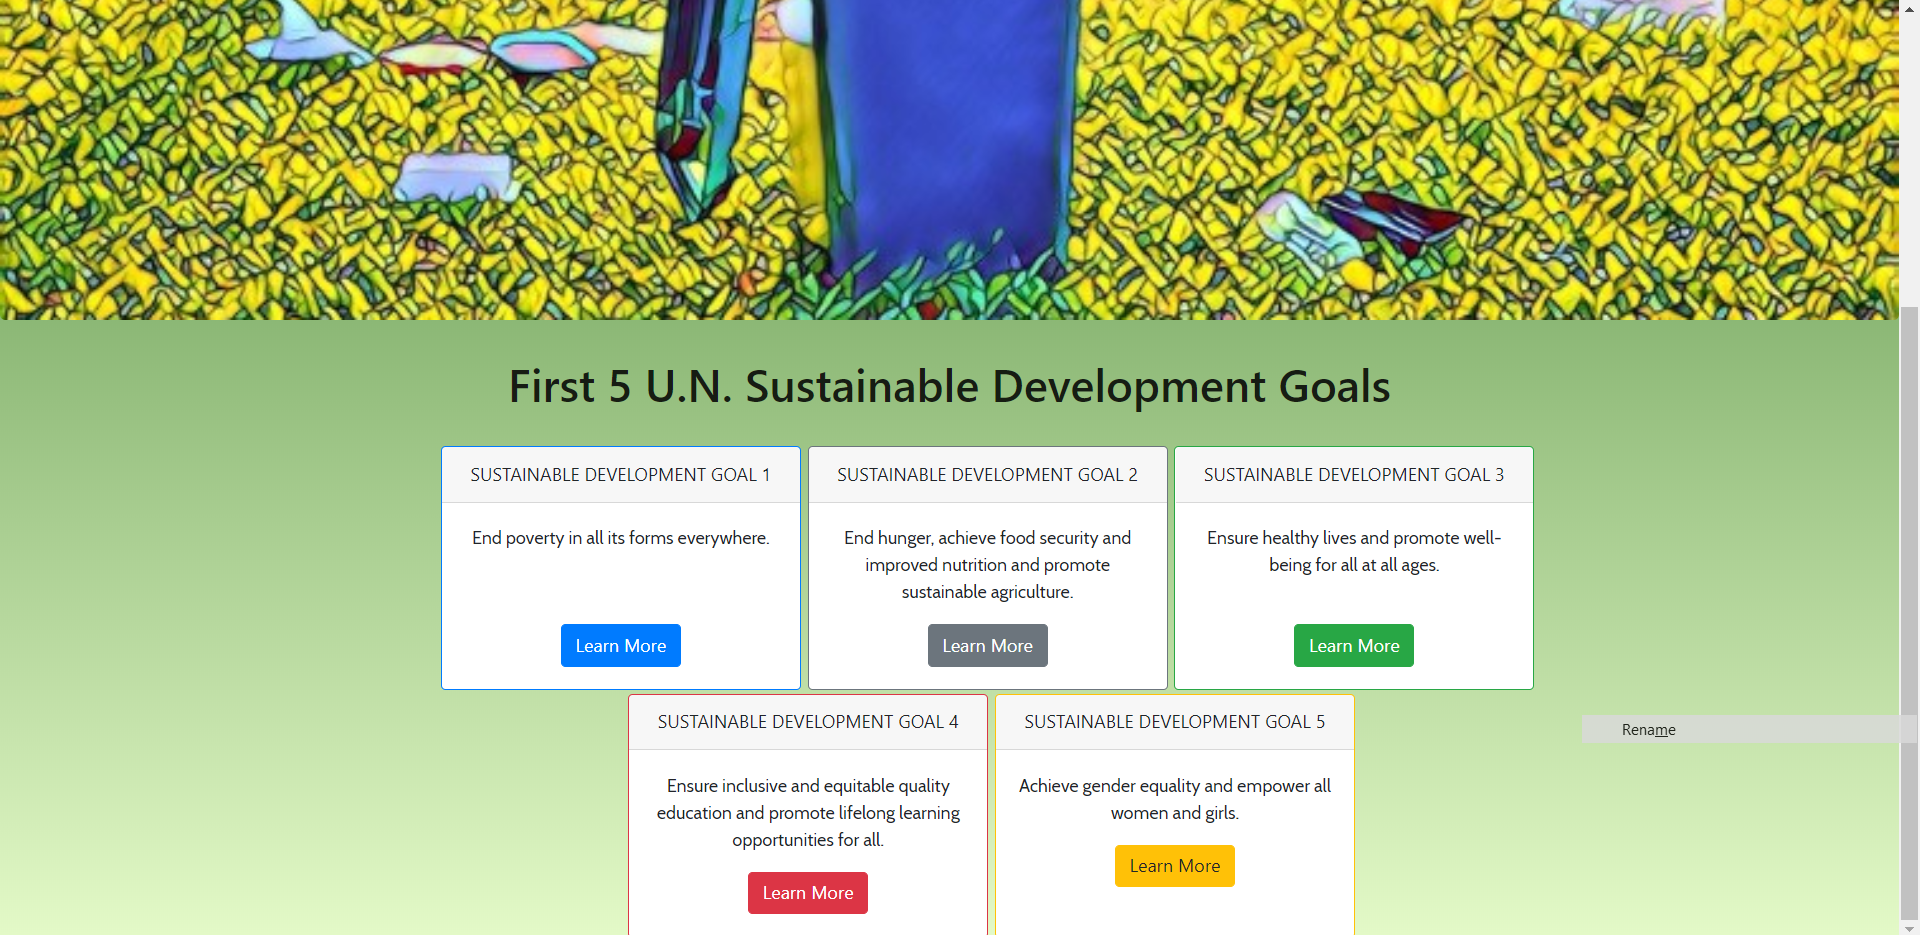 First 5 U.N. Sustainable Development Goals
SUSTAINABLE DEVELOPMENT GOAL 1
End poverty in all its forms everywhere.
Learn More
SUSTAINABLE DEVELOPMENT GOAL 2
End hunger, achieve food security and
improved nutrition and promote
sustainable agriculture.
Learn More
SUSTAINABLE DEVELOPMENT GOAL 3
Ensure healthy lives and promote well-
being for all at all ages.
Learn More
SUSTAINABLE DEVELOPMENT GOAL 4
Ensure inclusive and equitable quality
education and promote lifelong learning
opportunities for all.
Learn More
SUSTAINABLE DEVELOPMENT GOAL 5
Achieve gender equality and empower all
women and girls.
Learn More
Rename